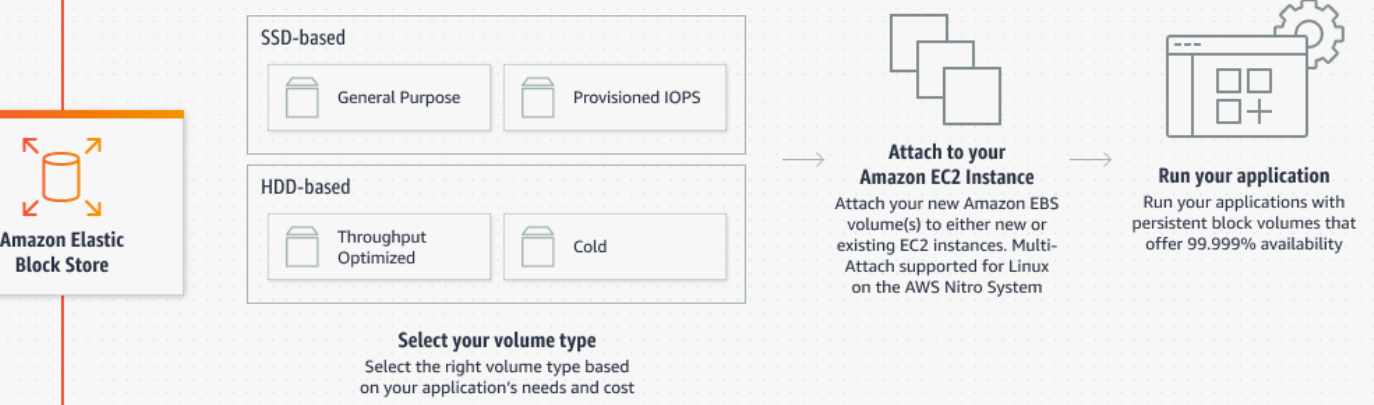 Amazon Elastic
Block Store
SSD-based
General Purpose
Provisioned IOPS
HDD-based
Throughput
Optimized
Cold
Select your volume type
Select the right volume type based
on your application's needs and cost
Attach to your
Amazon EC2 Instance
Attach your new Amazon EBS
volume(s) to either new or
existing EC2 instances. Multi-
Attach supported for Linux
on the AWS Nitro System
Run your application
Run your applications with
persistent block volumes that
offer 99.999% availability